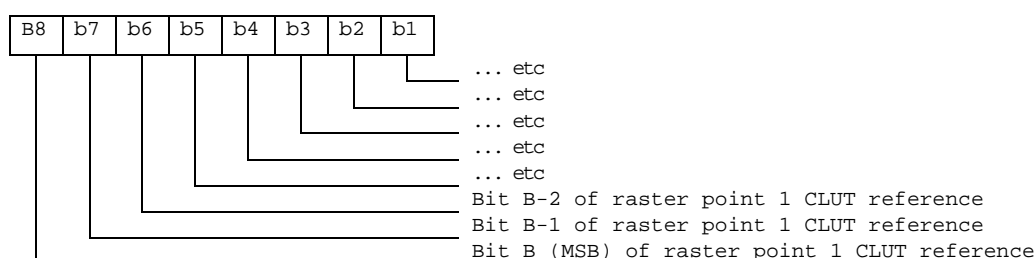 B8 b7 b6 b5 b4 b3 b2 b1
... etc
... etc
... etc
... etc
... etc
Bit B-2 of raster point 1 CLUT reference
Bit B-1 of raster point 1 CLUT reference
Bit B (MSB) of raster point 1 CLUT reference